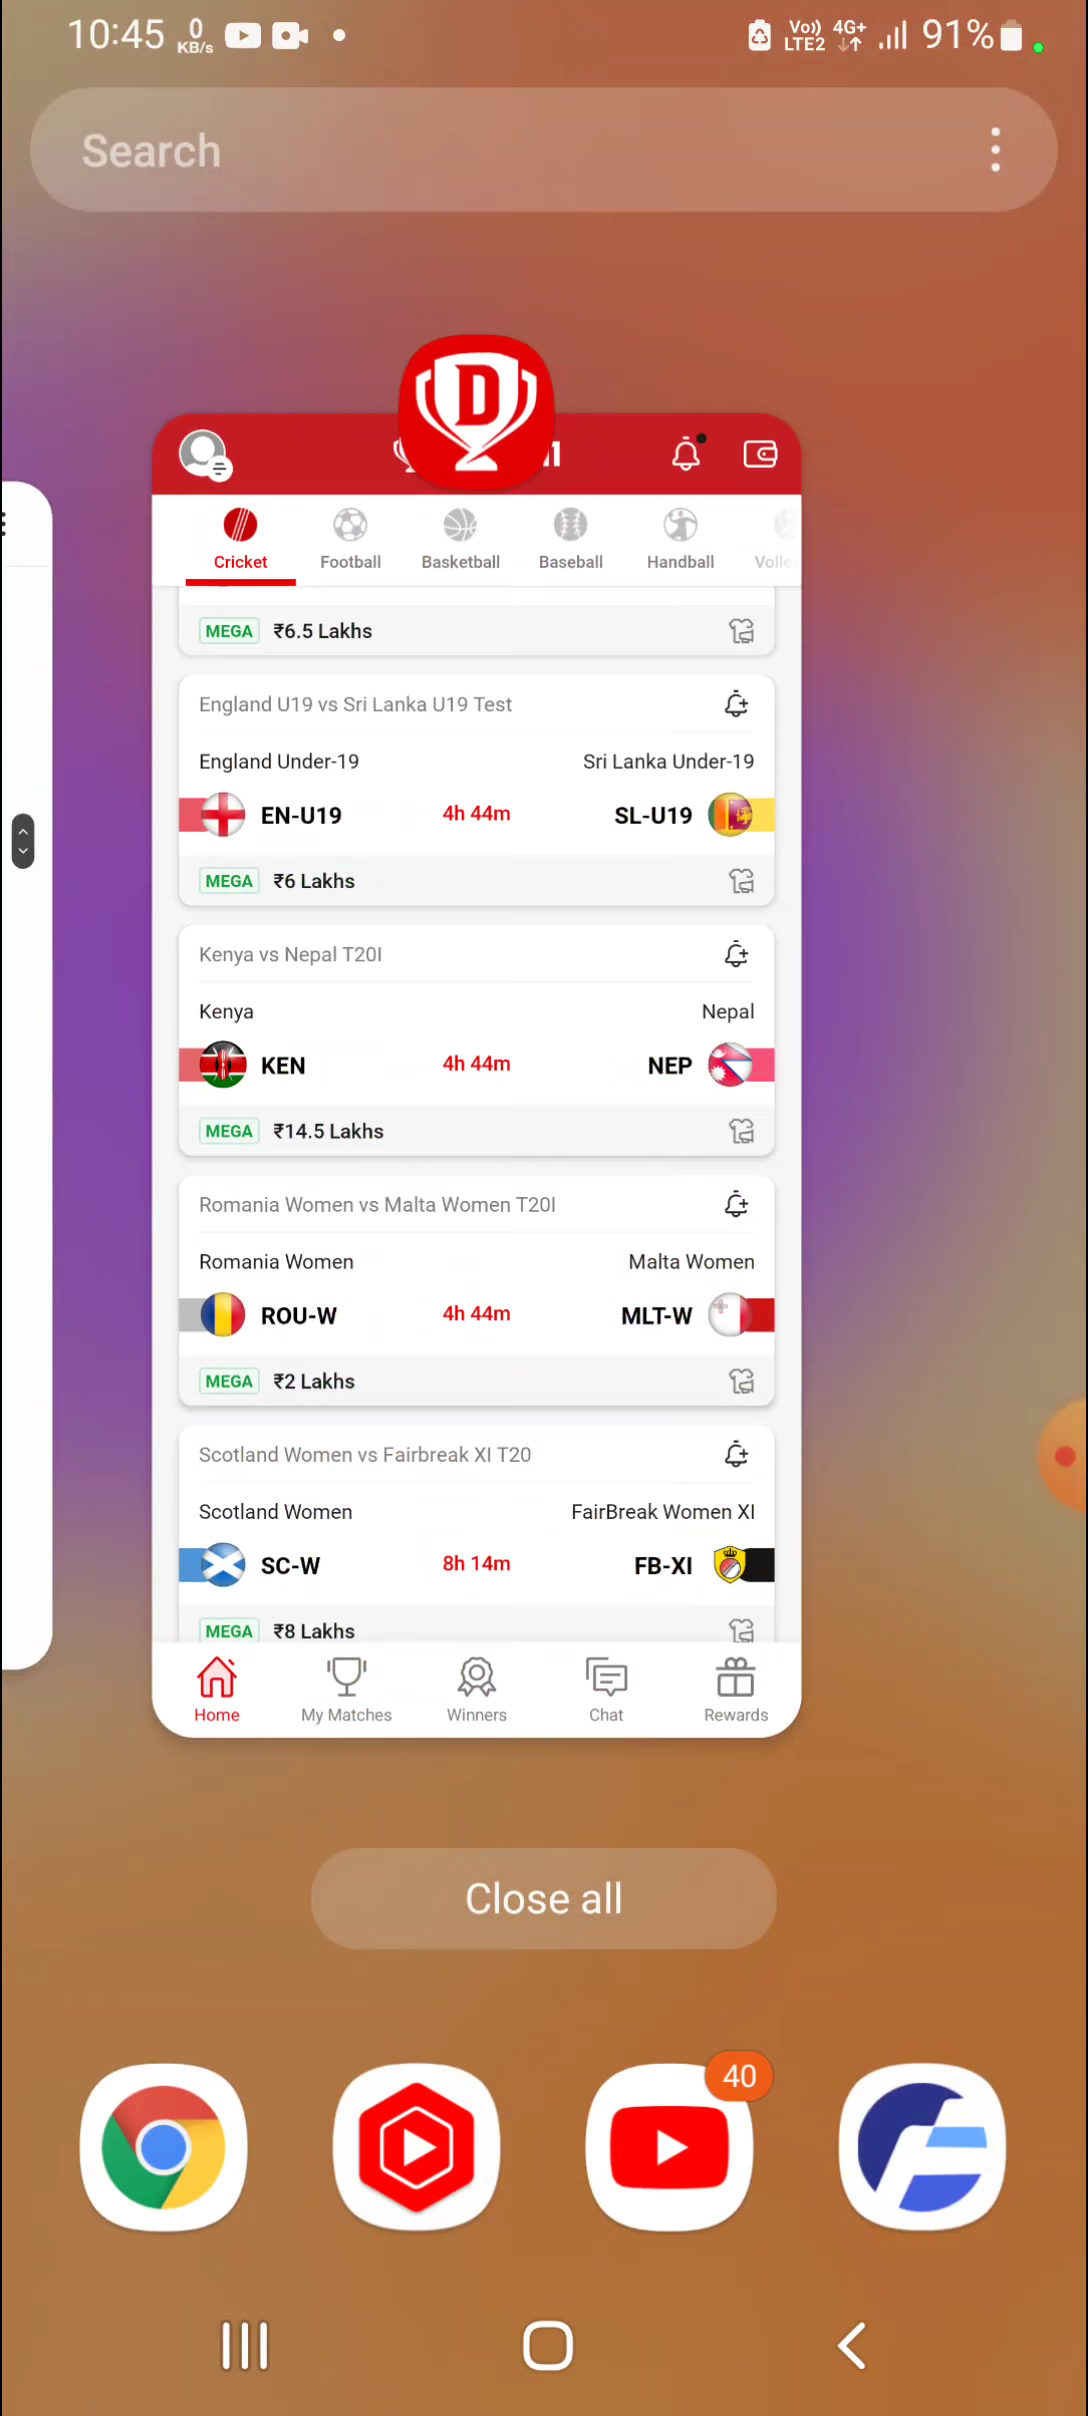 10:45 0 KB/s Vo)) LTE2 4G+ 91%
Search
D
11
Cricket Football Basketball Baseball Handball Volle
MEGA ₹6.5 Lakhs
England U19 vs Sri Lanka U19 Test
England Under-19 Sri Lanka Under-19
EN-U19 4h 44m SL-U19
MEGA ₹6 Lakhs
Kenya vs Nepal T20I
Kenya Nepal
KEN 4h 44m NEP
MEGA ₹14.5 Lakhs
Romania Women vs Malta Women T20I
Romania Women Malta Women
ROU-W 4h 44m MLT-W
MEGA ₹2 Lakhs
Scotland Women vs Fairbreak XI T20
Scotland Women FairBreak Women XI
SC-W 8h 14m FB-XI
MEGA ₹8 Lakhs
Home My Matches Winners Chat Rewards
Close all
40